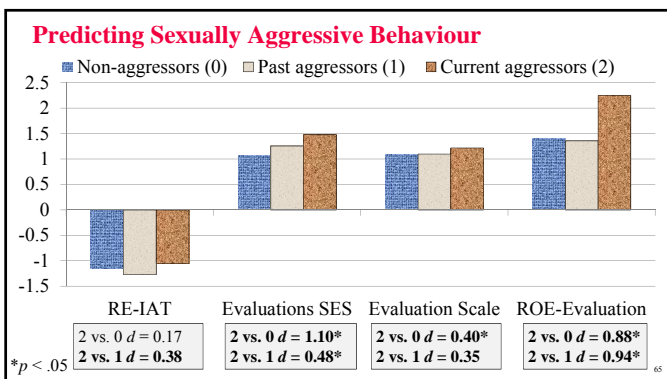 Predicting Sexually Aggressive Behaviour
Non-aggressors (0) Past aggressors (1) Current aggressors (2)
2.5
2
1.5
1
0.5
0
-0.5
-1
-1.5
RE-IAT Evaluations SES Evaluation Scale ROE-Evaluation
2 vs. 0 d = 0.17 2 vs. 0 d = 1.10* 2 vs. 0 d = 0.40* 2 vs. 0 d = 0.88*
2 vs. 1 d = 0.38 2 vs. 1 d = 0.48* 2 vs. 1 d = 0.35 2 vs. 1 d = 0.94*
*p < .05
65